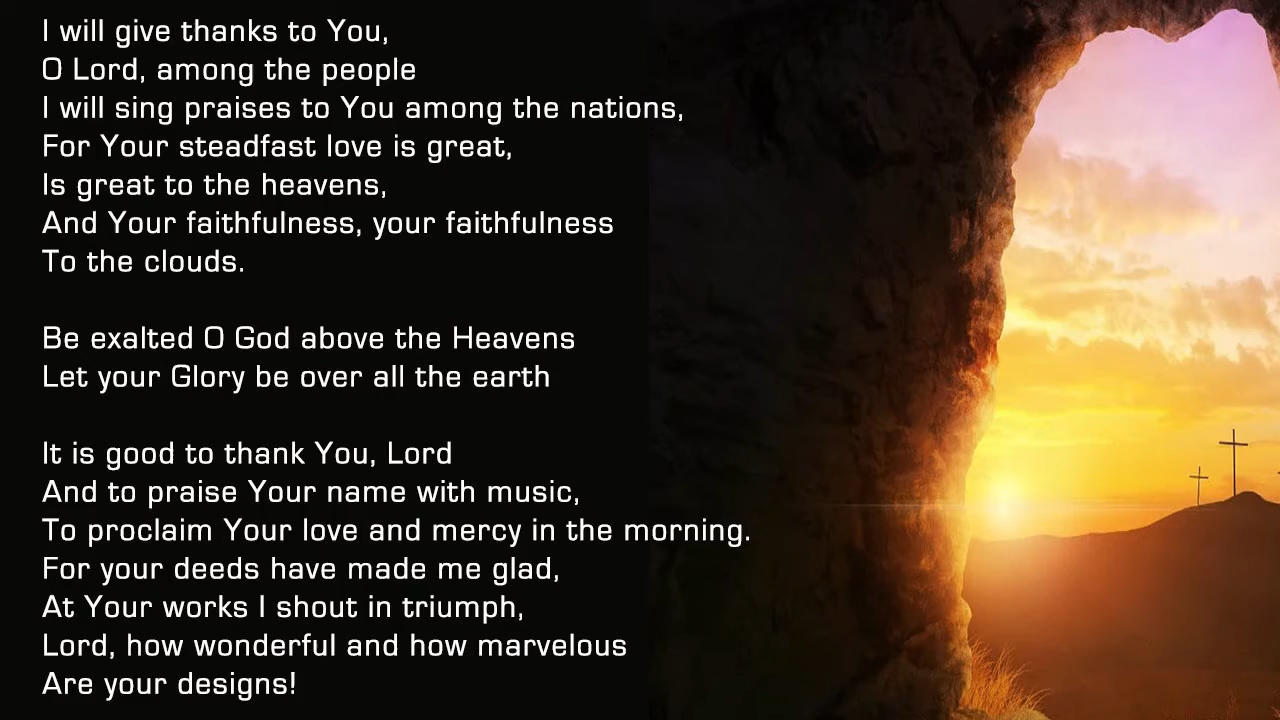 I will give thanks to You,
O Lord, among the people
I will sing praises to You among the nations,
For Your steadfast love is great,
Is great to the heavens,
And Your faithfulness, your faithfulness
To the clouds.
Be exalted O God above the Heavens
Let your Glory be over all the earth
It is good to thank You, Lord
And to praise Your name with music,
To proclaim Your love and mercy in the morning.
For your deeds have made me glad,
At Your works I shout in triumph,
Lord, how wonderful and how marvelous
Are your designs!